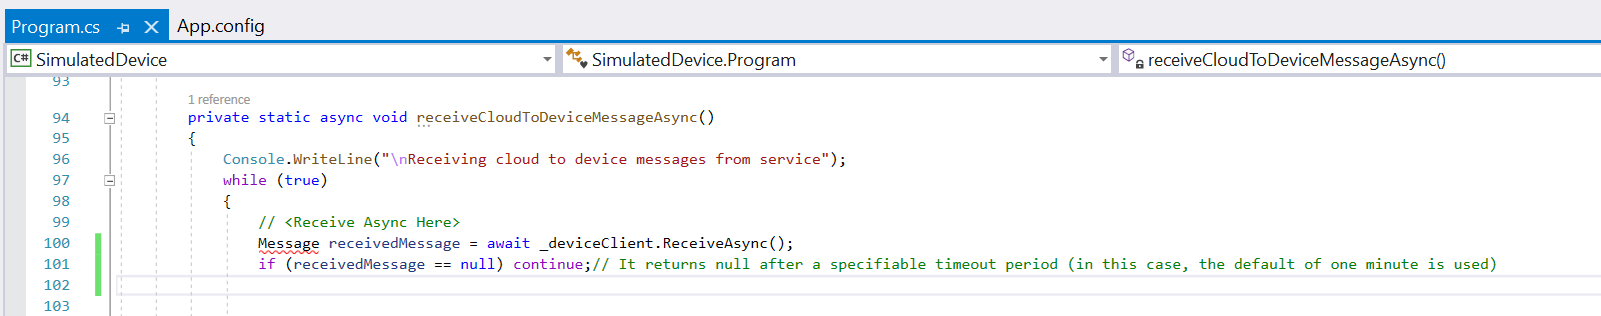 Program.cs App.config
C# SimulatedDevice SimulatedDevice.Program receiveCloudToDeviceMessageAsync()
93
1 reference
94 private static async void receiveCloudToDeviceMessageAsync()
95 {
96 Console.WriteLine("\nReceiving cloud to device messages from service");
97 while (true)
98 {
99 // <Receive Async Here>
100 Message receivedMessage = await _deviceClient.ReceiveAsync();
101 if (receivedMessage == null) continue;// It returns null after a specifiable timeout period (in this case, the default of one minute is used)
102
103